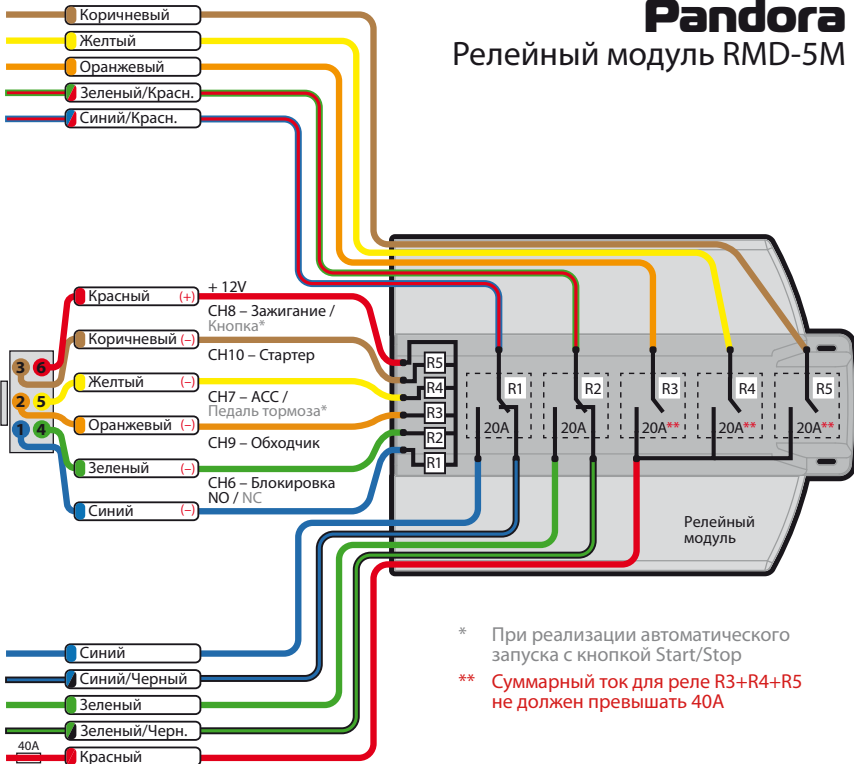 Pandora
Релейный модуль RMD-5M
Коричневый
Желтый
Оранжевый
Зеленый/Красн.
Синий/Красн.
Красный (+)
+ 12V
CH8 – Зажигание /
Кнопка*
Коричневый (–)
CH10 – Стартер
Желтый (–)
CH7 – ACC /
Педаль тормоза*
Оранжевый (–)
CH9 – Обходчик
Зеленый (–)
CH6 – Блокировка
NO / NC
Синий (–)
3 6
2 5
1 4
R5
R4
R3
R2
R1
R1
R2
R3
R4
R5
20A
20A
20A**
20A**
20A**
Релейный
модуль
Синий
Синий/Черный
Зеленый
Зеленый/Черн.
40A
Красный
* При реализации автоматического
запуска с кнопкой Start/Stop
** Суммарный ток для реле R3+R4+R5
не должен превышать 40A